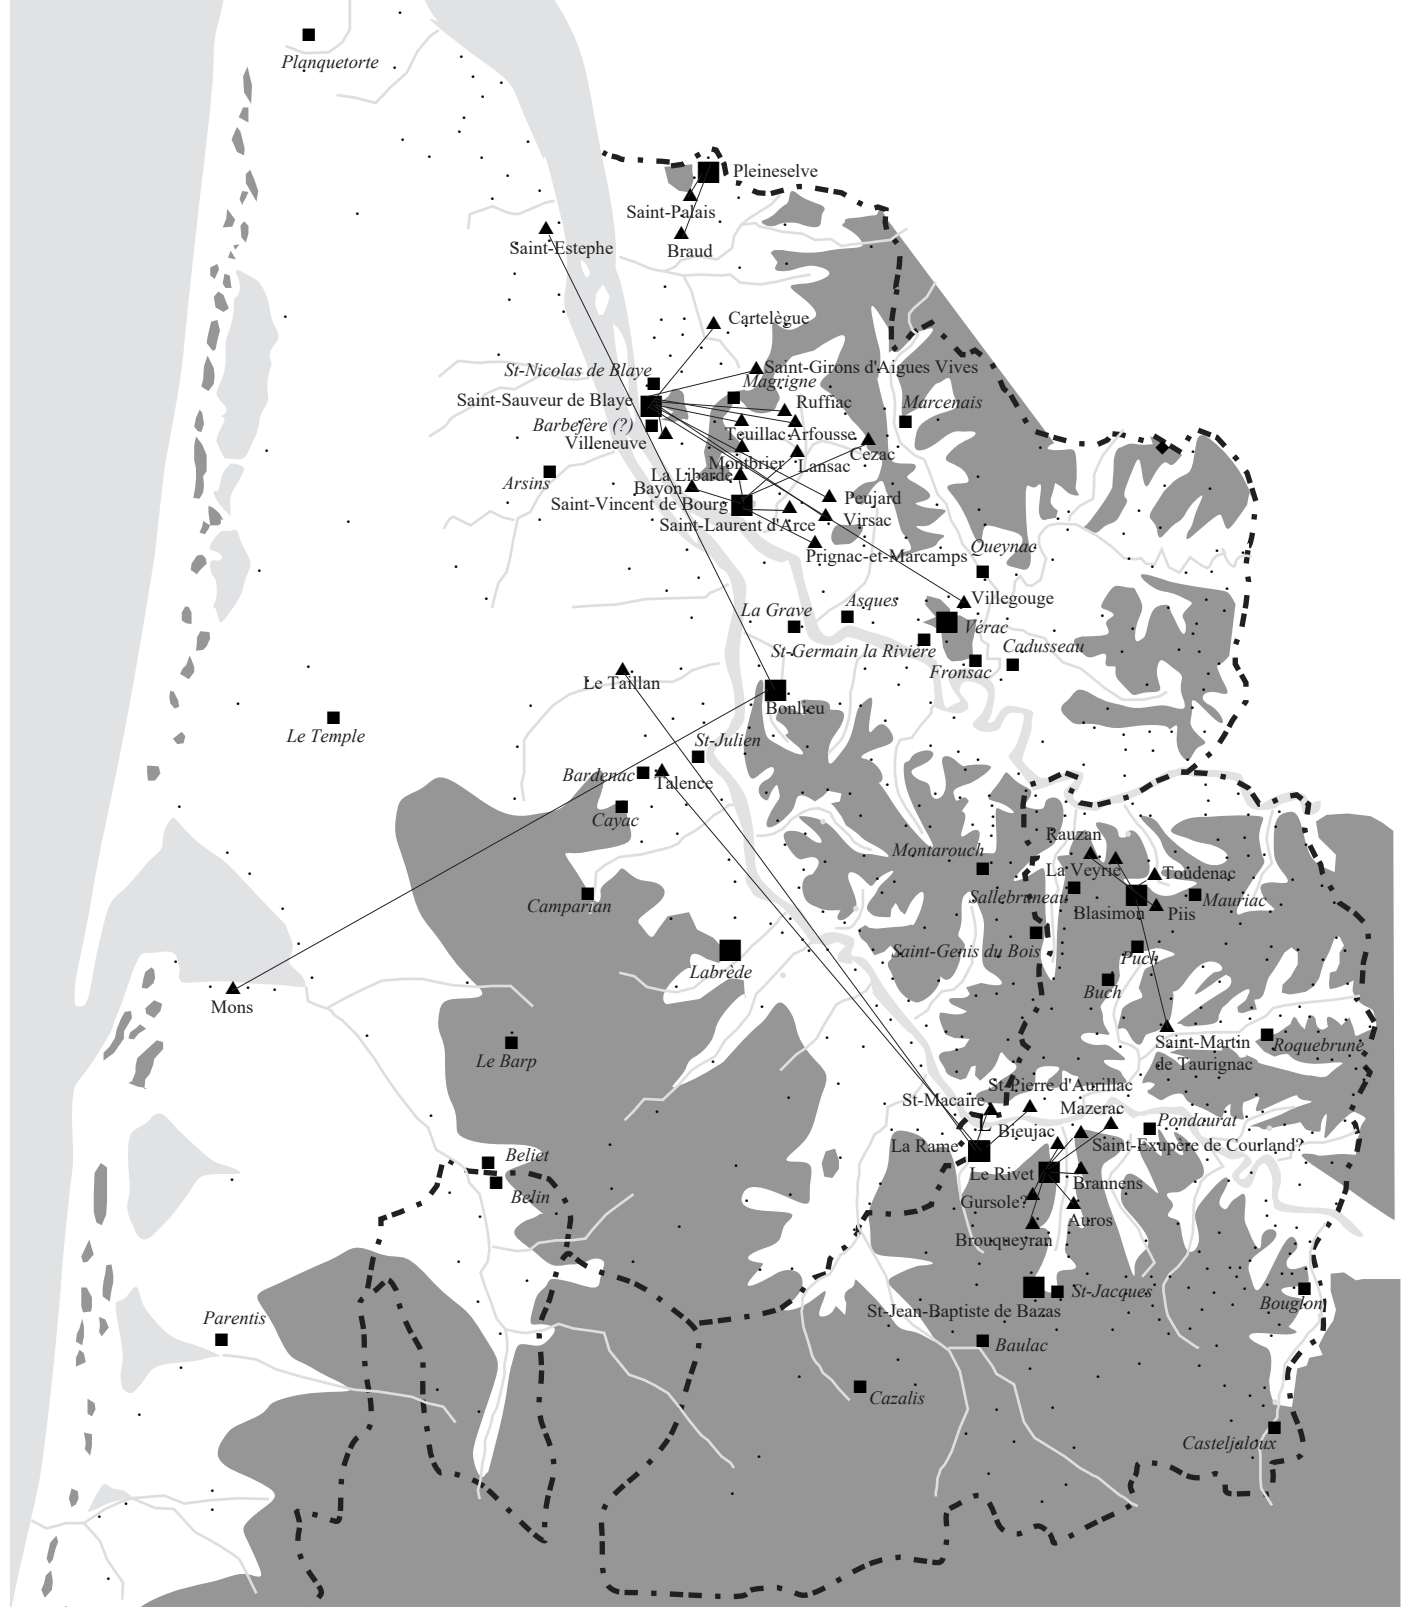 Planquetorte
Pleineselve
Saint-Palais
Braud
Saint-Estephe
Cartelègue
St-Nicolas de Blaye
Saint-Girons d'Aigues Vives
Magrigne
Saint-Sauveur de Blaye
Ruffiac
Marcenais
Barbefère (?)
Villeneuve
Teuillac
Arfousse
Cezac
Montbrier
Lansac
Arsins
La Libarde
Bayon
Peujard
Saint-Vincent de Bourg
Saint-Laurent d'Arce
Virsac
Prignac-et-Marcamps
Queynac
Villegouge
La Grave
Asques
Vérac
St-Germain la Rivière
Cadusseau
Fronsac
Le Taillan
Bonlieu
Le Temple
St-Julien
Bardenac
Talence
Cayac
Rauzan
Montarouch
La Veyrie
Toudenac
Sallebruneau
Mauriac
Camparian
Blasimon
Piis
Saint-Genis du Bois
Puch
Labrède
Buch
Mons
Le Barp
Saint-Martin
de Taurignac
Roquebrune
St-Pierre d'Aurillac
St-Macaire
Mazerac
Pondaurat
Bieujac
La Rame
Saint-Exupère de Courland?
Beliet
Le Rivet
Brannens
Belin
Gursole?
Auros
Brouqueyran
St-Jacques
Bouglon
St-Jean-Baptiste de Bazas
Parentis
Baulac
Cazalis
Casteljaloux